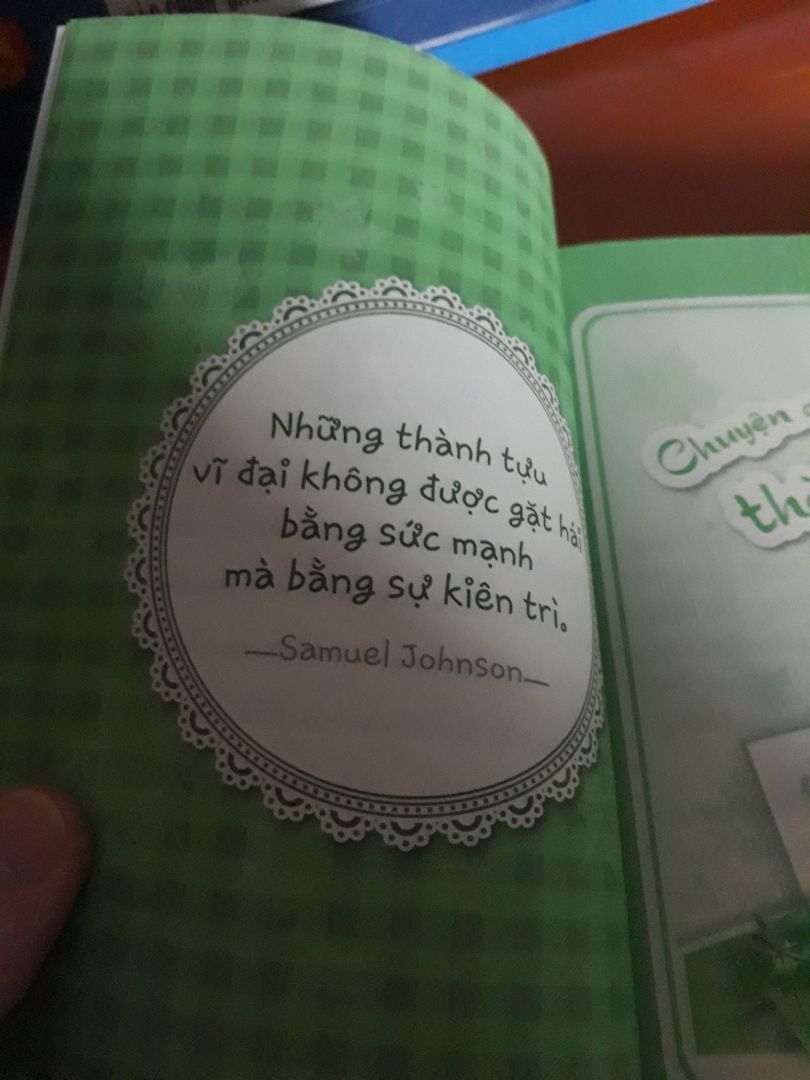 Những thành tựu
vĩ đại không được gặt hái
bằng sức mạnh
mà bằng sự kiên trì.
—Samuel Johnson—
Chuyện